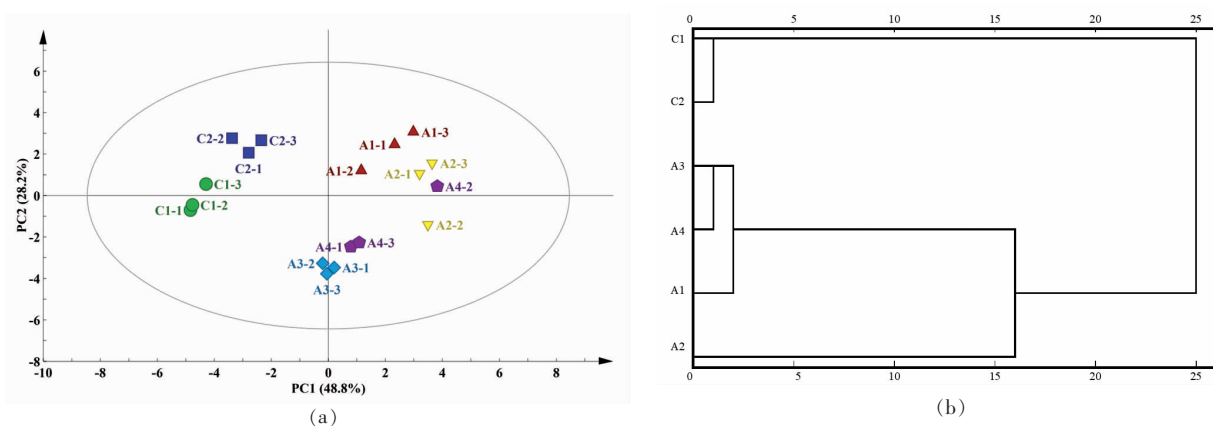 6
4
2
0
-2
-4
-6
-8
PC2 (28.2%)
-10
-8
-6
-4
-2
0
2
4
6
8
PC1 (48.8%)
C2-2
C2-3
C2-1
C1-3
C1-1
C1-2
A1-3
A1-1
A1-2
A2-3
A2-1
A4-2
A2-2
A4-1
A4-3
A3-2
A3-1
A3-3
(a)
0 5 10 15 20 25
C1
C2
A3
A4
A1
A2
0 5 10 15 20 25
(b)